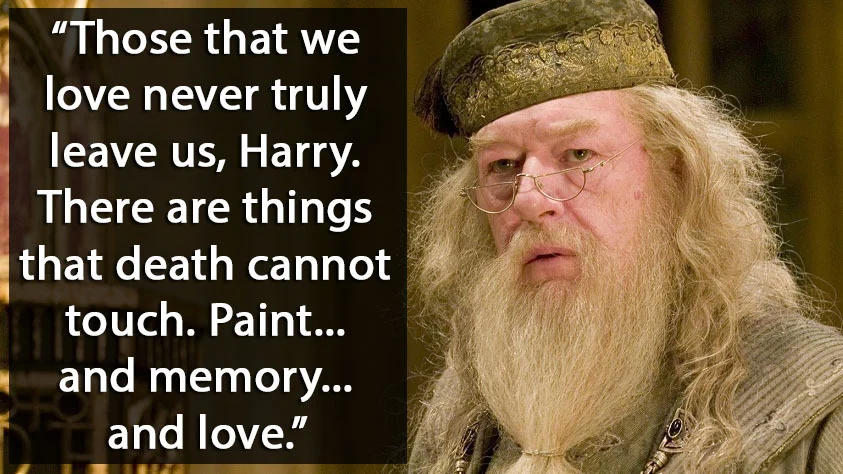 “Those that we
love never truly
leave us, Harry.
There are things
that death cannot
touch. Paint...
and memory...
and love.”